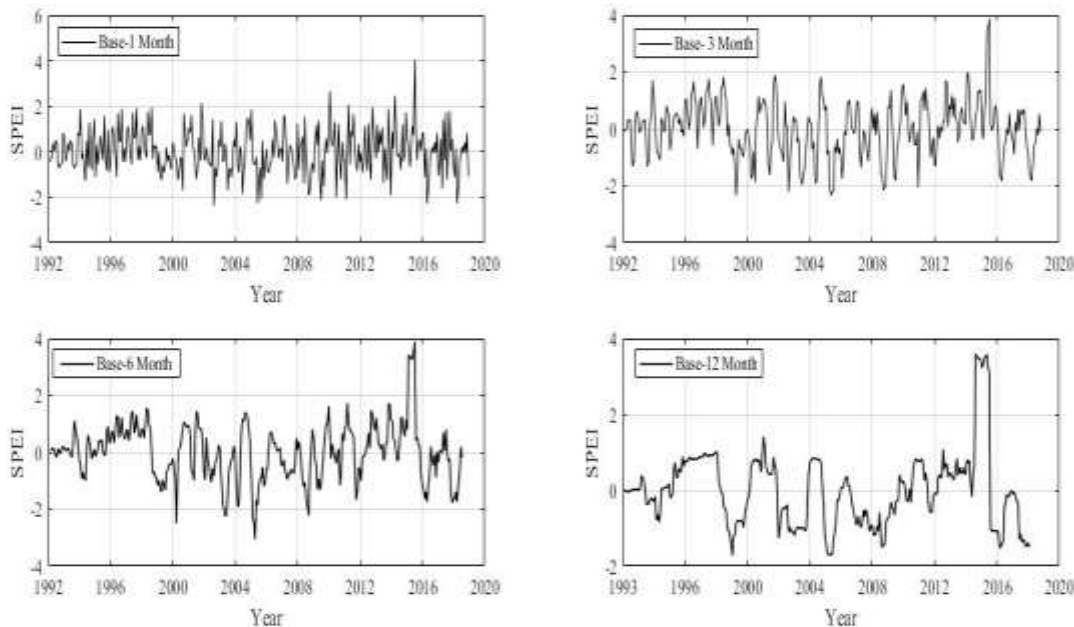 6
4
2
0
-2
-4
SPEI
Base-1 Month
1992 1996 2000 2004 2008 2012 2016 2020
Year
4
2
0
-2
-4
SPEI
Base- 3 Month
1992 1996 2000 2004 2008 2012 2016 2020
Year
4
2
0
-2
-4
SPEI
Base-6 Month
1992 1996 2000 2004 2008 2012 2016 2020
Year
4
2
0
-2
SPEI
Base-12 Month
1993 1996 2000 2004 2008 2012 2016 2020
Year